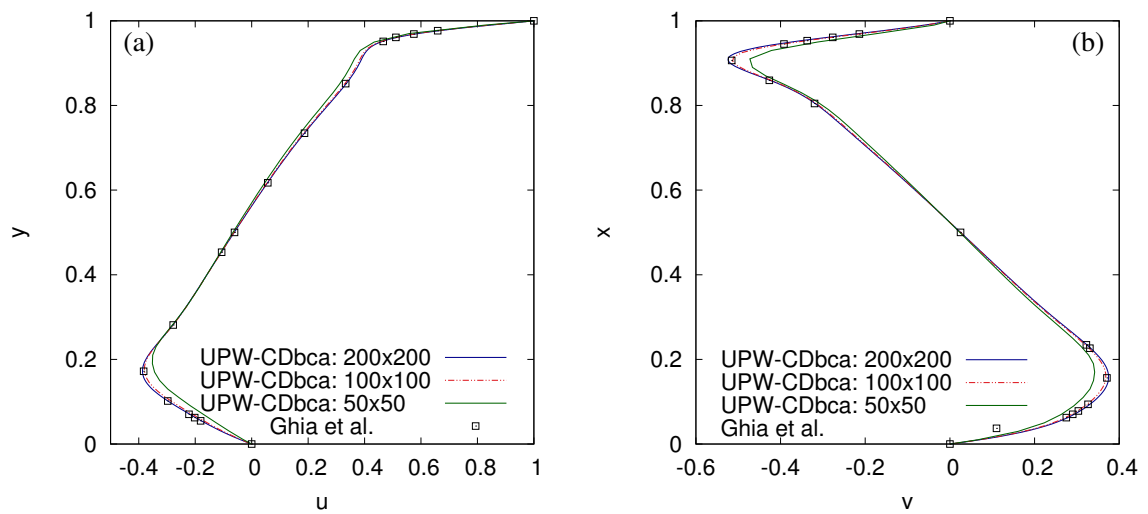 (a)
1
0.8
0.6
0.4
0.2
0
y
UPW-CDbca: 200x200
UPW-CDbca: 100x100
UPW-CDbca: 50x50
Ghia et al.
-0.4 -0.2 0 0.2 0.4 0.6 0.8 1
u
(b)
1
0.8
0.6
0.4
0.2
0
x
UPW-CDbca: 200x200
UPW-CDbca: 100x100
UPW-CDbca: 50x50
Ghia et al.
-0.6 -0.4 -0.2 0 0.2 0.4
v